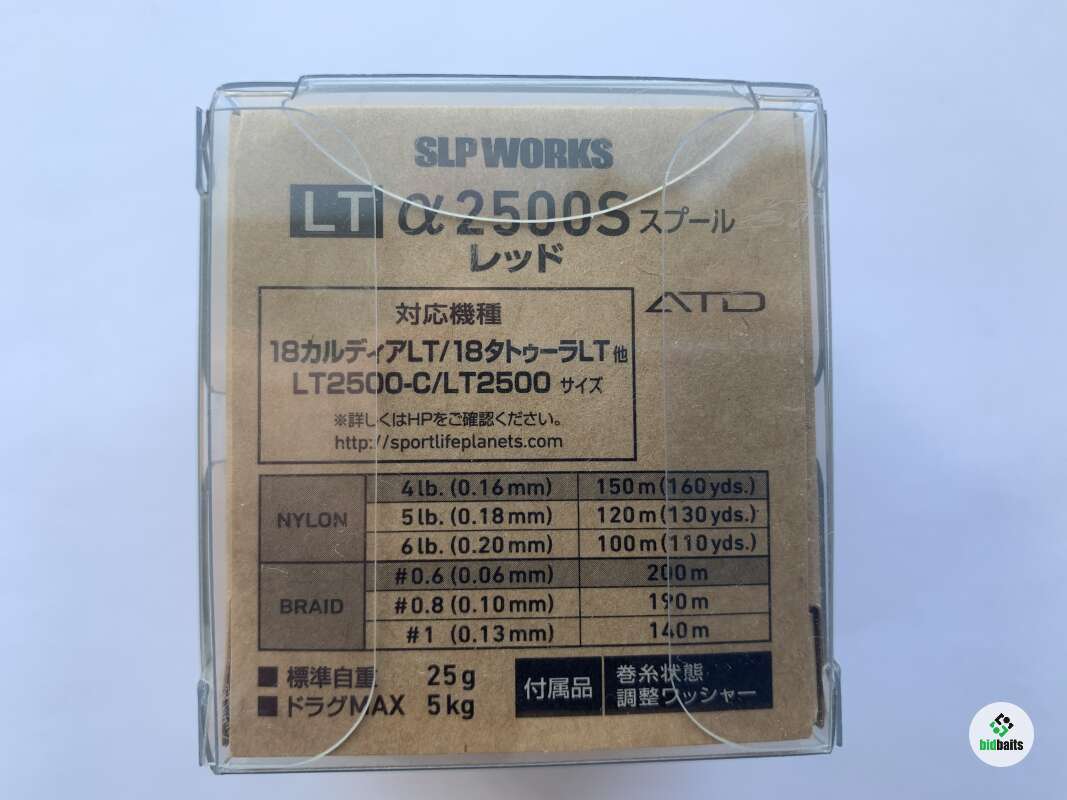 SLP WORKS
LT α2500S スプール
レッド
ATD
対応機種
18カルディアLT/18タトゥーラLT他
LT2500-C/LT2500 サイズ
※詳しくはHPをご確認ください。
http://sportlifeplanets.com
NYLON
4lb. (0.16mm) 150m(160yds.)
5lb. (0.18mm) 120m(130yds.)
6lb. (0.20mm) 100m(110yds.)
BRAID
#0.6 (0.06mm) 200m
#0.8 (0.10mm) 190m
#1 (0.13mm) 140m
■ 標準自重 25g
■ ドラグMAX 5kg
付属品
巻糸状態
調整ワッシャー
bidbaits